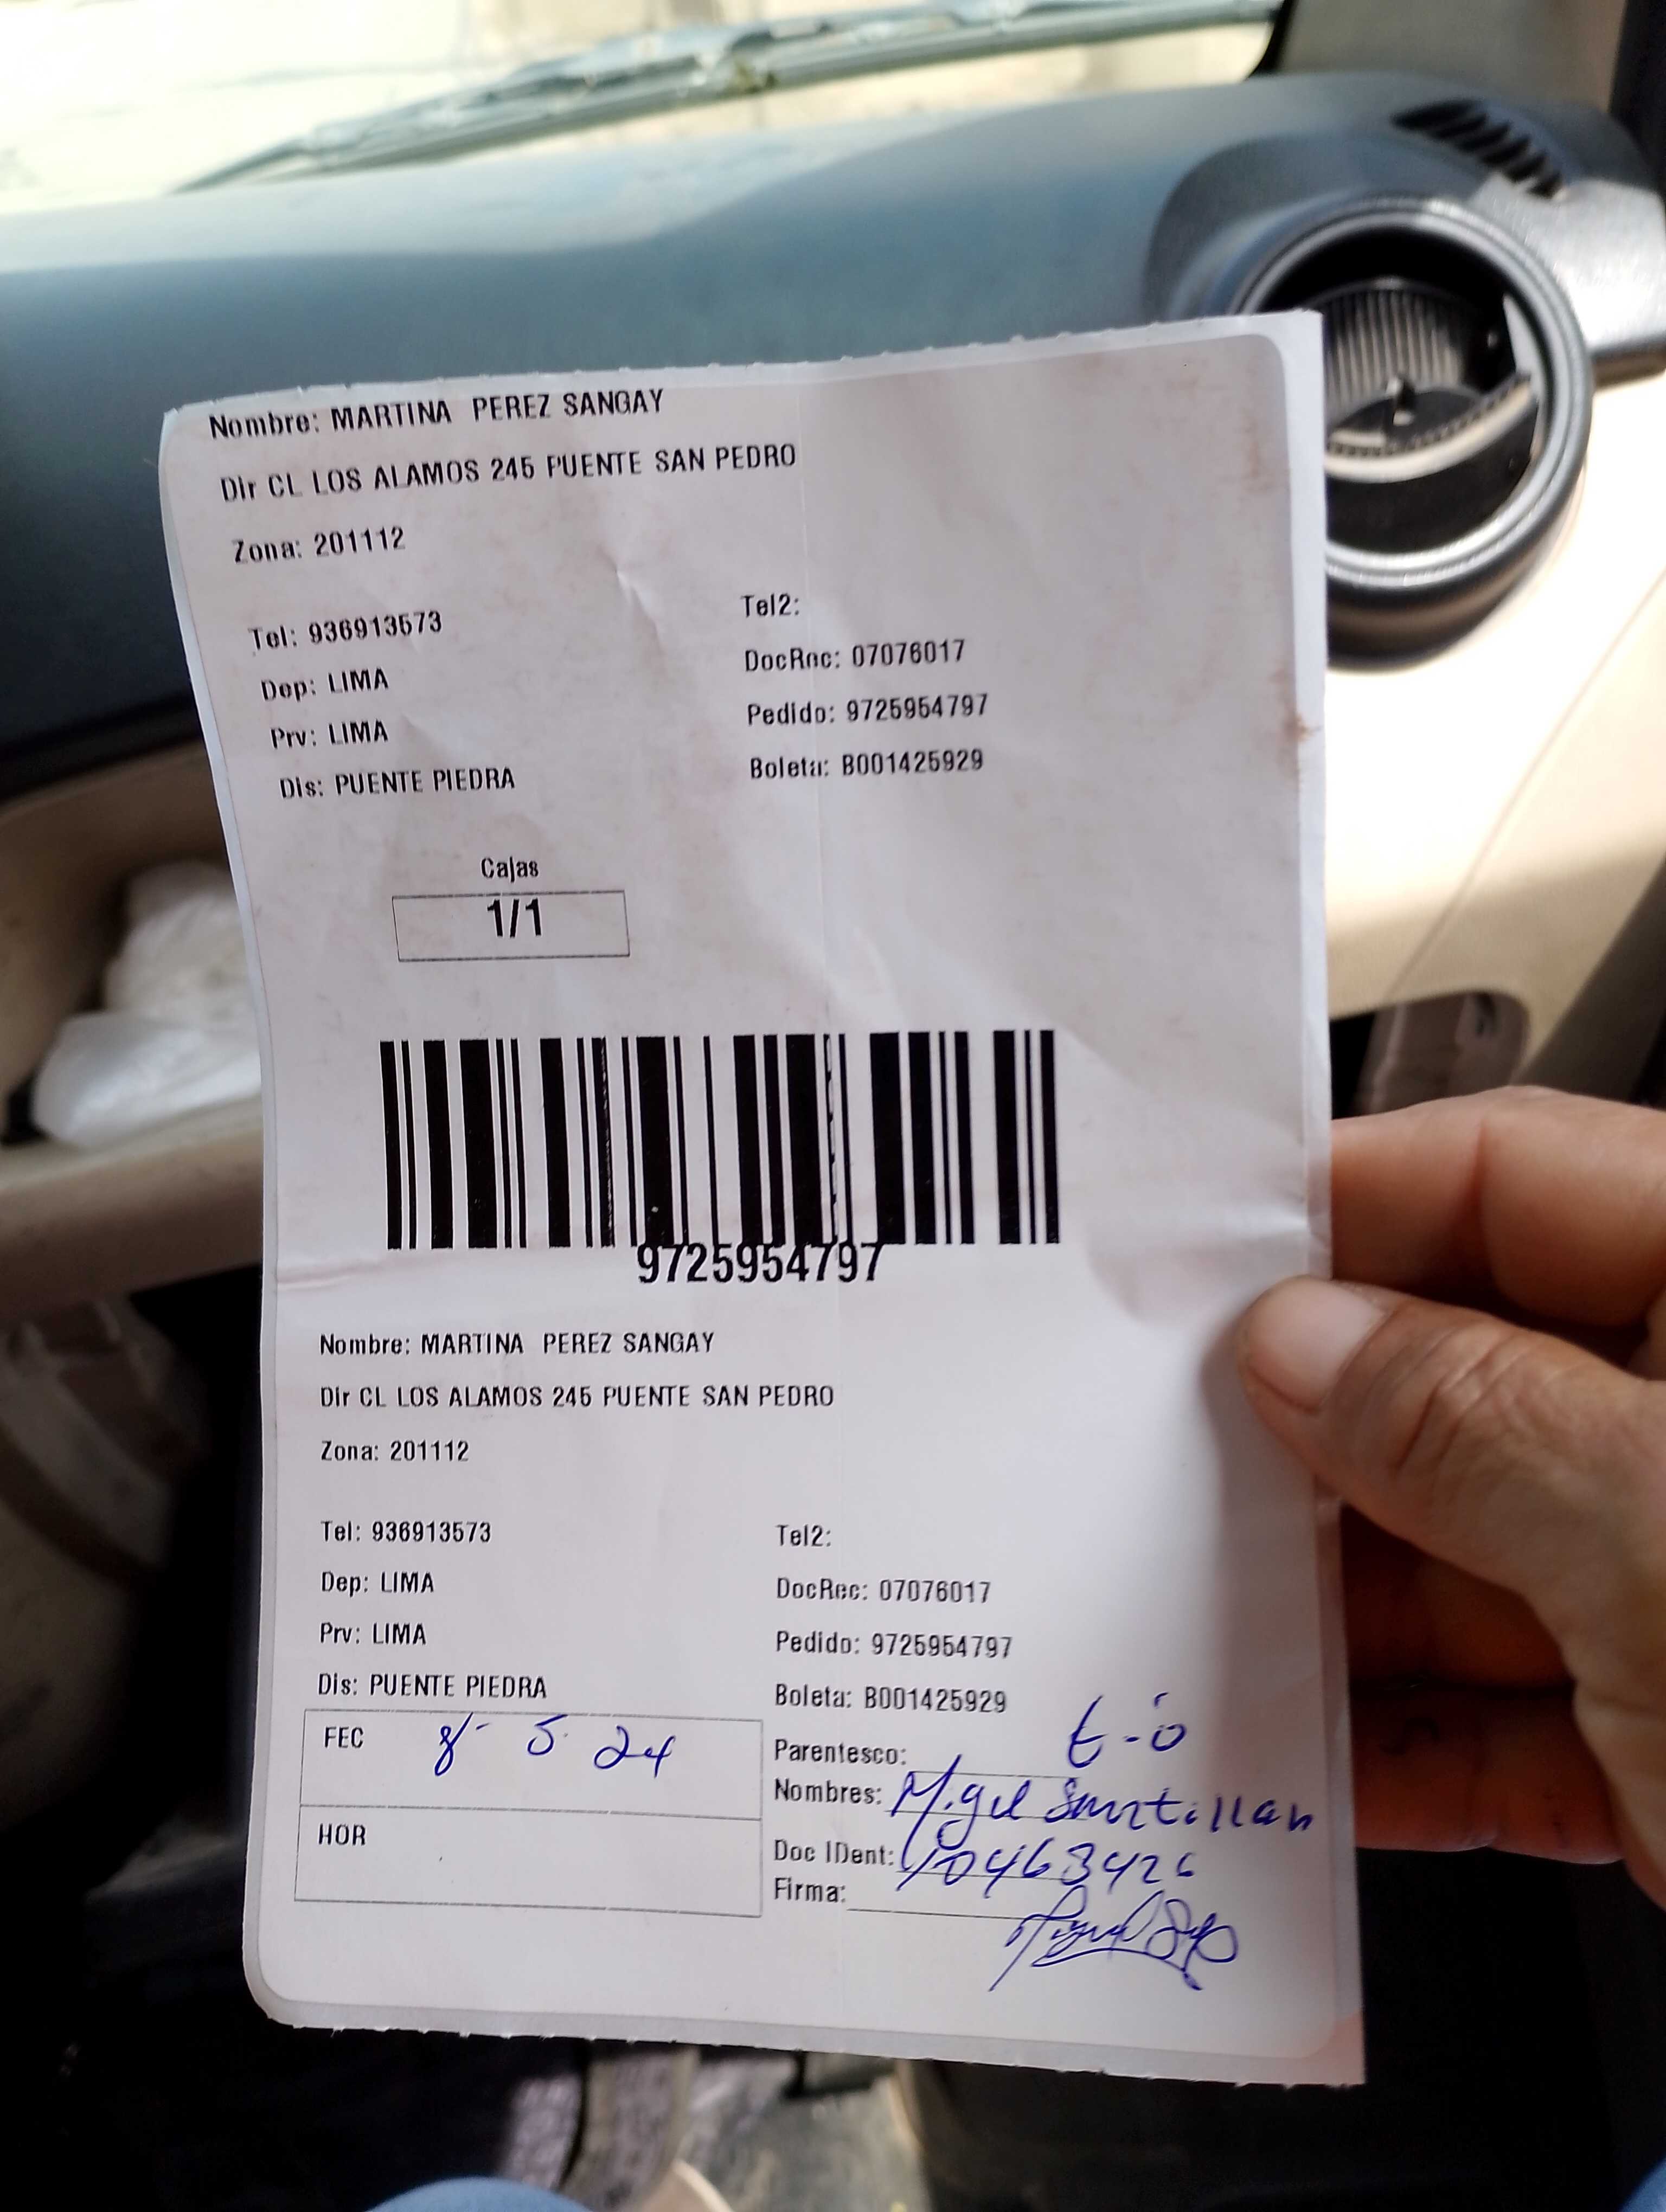 Nombre: MARTINA PEREZ SANGAY
Dir CL LOS ALAMOS 245 PUENTE SAN PEDRO
Zona: 201112
Tel: 936913573
Tel2:
Dep: LIMA
DocRec: 07076017
Prv: LIMA
Pedido: 9725954797
Dis: PUENTE PIEDRA
Boleta: B001425929
Cajas
1/1
9725954797
Nombre: MARTINA PEREZ SANGAY
Dir CL LOS ALAMOS 245 PUENTE SAN PEDRO
Zona: 201112
Tel: 936913573
Tel2:
Dep: LIMA
DocRec: 07076017
Prv: LIMA
Pedido: 9725954797
Dis: PUENTE PIEDRA
Boleta: B001425929
FEC 8- 5 24
Parentesco:
Nombres: Migel Santillan
HOR
Doc IDent: 40463426
Firma: